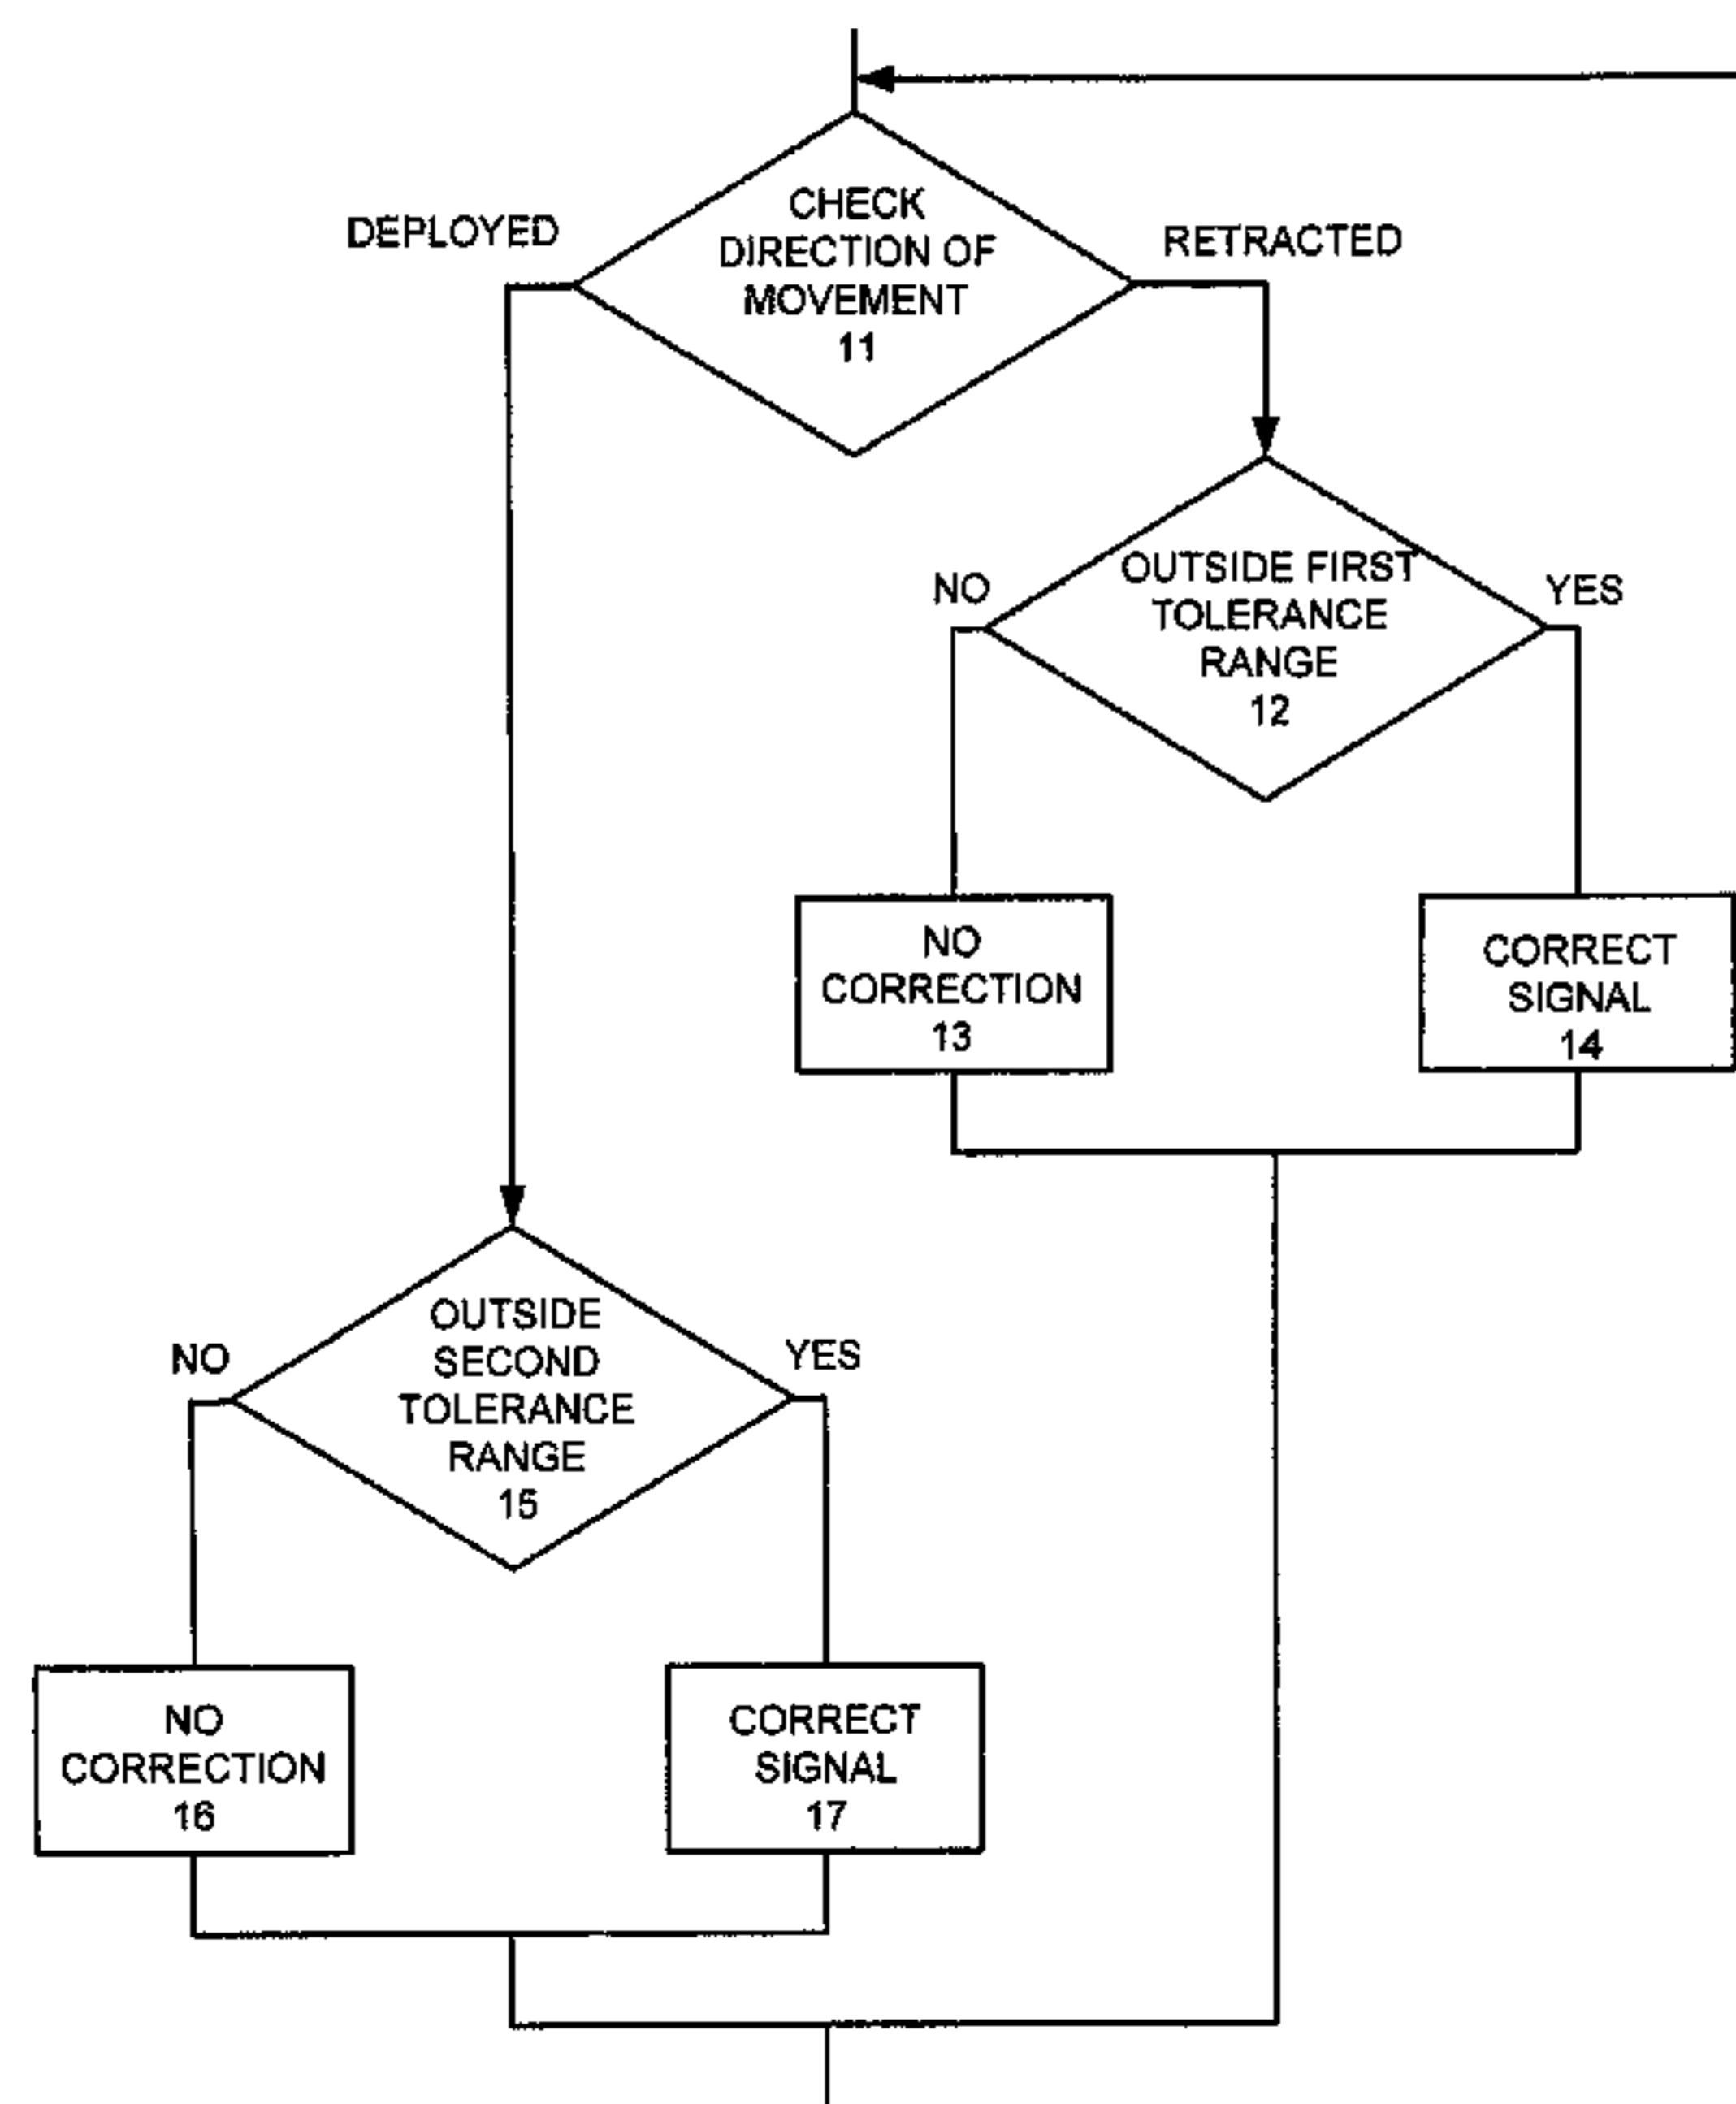 CHECK
DIRECTION OF
MOVEMENT
11
DEPLOYED
RETRACTED
OUTSIDE FIRST
TOLERANCE
RANGE
12
NO
YES
NO
CORRECTION
13
CORRECT
SIGNAL
14
OUTSIDE
SECOND
TOLERANCE
RANGE
15
NO
YES
NO
CORRECTION
16
CORRECT
SIGNAL
17